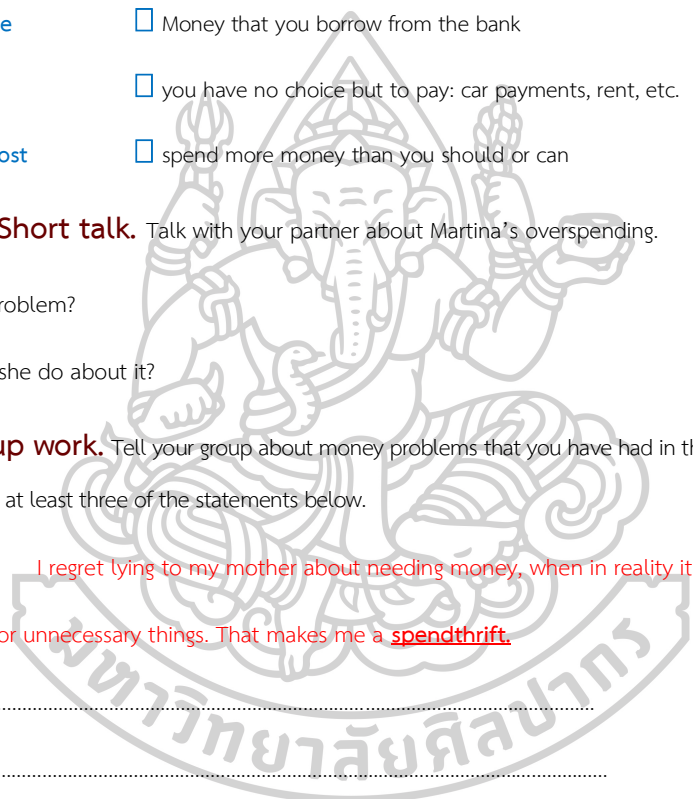 e Money that you borrow from the bank
you have no choice but to pay: car payments, rent, etc.
ost spend more money than you should or can
Short talk. Talk with your partner about Martina's overspending.
roblem?
she do about it?
up work. Tell your group about money problems that you have had in th
at least three of the statements below.
I regret lying to my mother about needing money, when in reality it
or unnecessary things. That makes me a spendthrift.
มหาวิทยาลัยศิลปากร